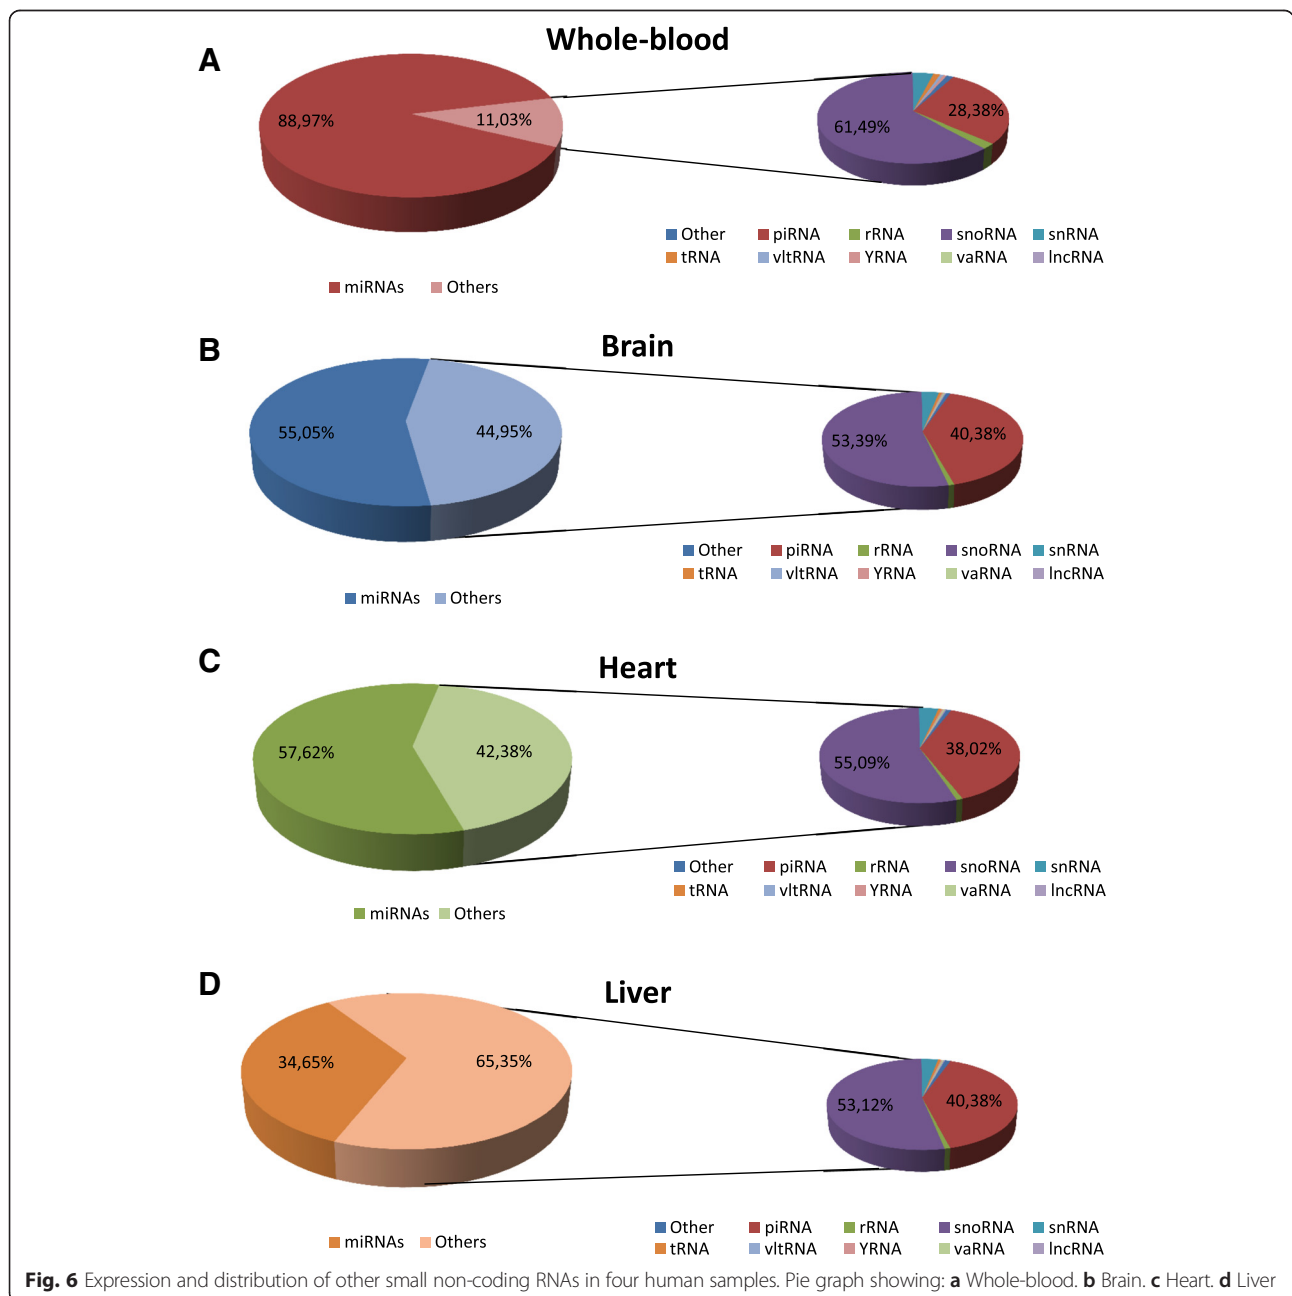 A
Whole-blood
88,97%
11,03%
61,49%
28,38%
Other piRNA rRNA snoRNA snRNA
tRNA vltRNA YRNA vaRNA lncRNA
miRNAs Others
B
Brain
55,05%
44,95%
53,39%
40,38%
Other piRNA rRNA snoRNA snRNA
tRNA vltRNA YRNA vaRNA lncRNA
miRNAs Others
C
Heart
57,62%
42,38%
55,09%
38,02%
Other piRNA rRNA snoRNA snRNA
tRNA vltRNA YRNA vaRNA lncRNA
miRNAs Others
D
Liver
34,65%
65,35%
53,12%
40,38%
Other piRNA rRNA snoRNA snRNA
tRNA vltRNA YRNA vaRNA lncRNA
miRNAs Others
Fig. 6 Expression and distribution of other small non-coding RNAs in four human samples. Pie graph showing: a Whole-blood. b Brain. c Heart. d Liver